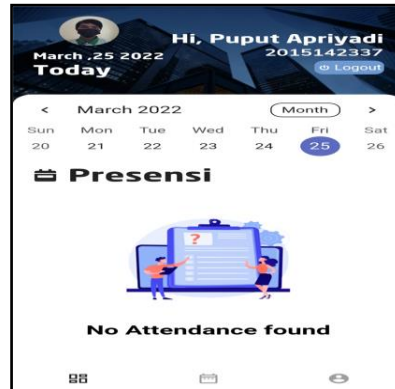 Hi, Puput Apriyadi
March ,25 2022
2015142337
Today
Logout
< March 2022 Month >
Sun Mon Tue Wed Thu Fri Sat
20 21 22 23 24 25 26
Presensi
?
No Attendance found